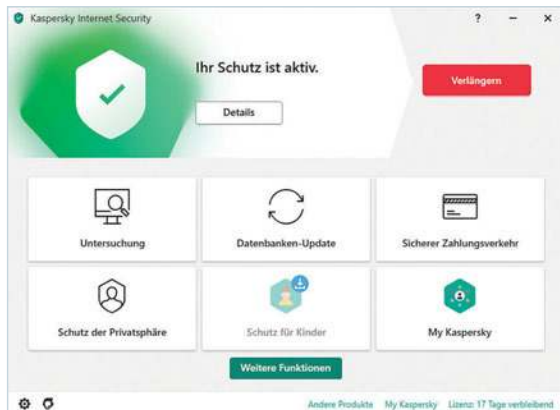 Kaspersky Internet Security
?
Ihr Schutz ist aktiv.
Verlängern
Details
Untersuchung
Datenbanken-Update
Sicherer Zahlungsverkehr
Schutz der Privatsphäre
Schutz für Kinder
My Kaspersky
Weitere Funktionen
Andere Produkte My Kaspersky Lizenz: 17 Tage verbleibend